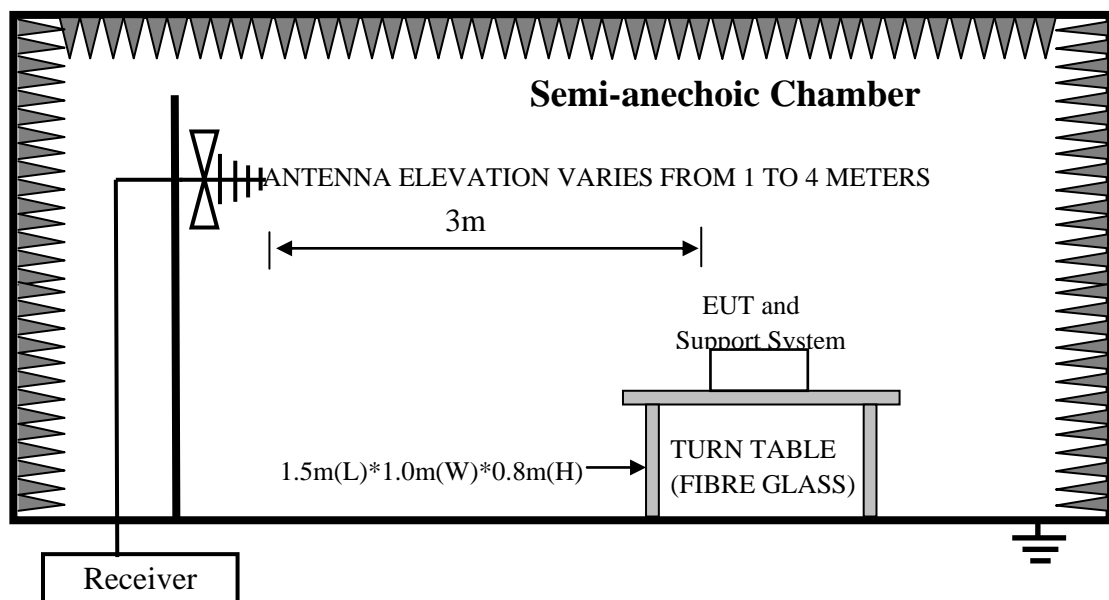 Semi-anechoic Chamber
ANTENNA ELEVATION VARIES FROM 1 TO 4 METERS
3m
EUT and
Support System
TURN TABLE
(FIBRE GLASS)
1.5m(L)*1.0m(W)*0.8m(H)
Receiver